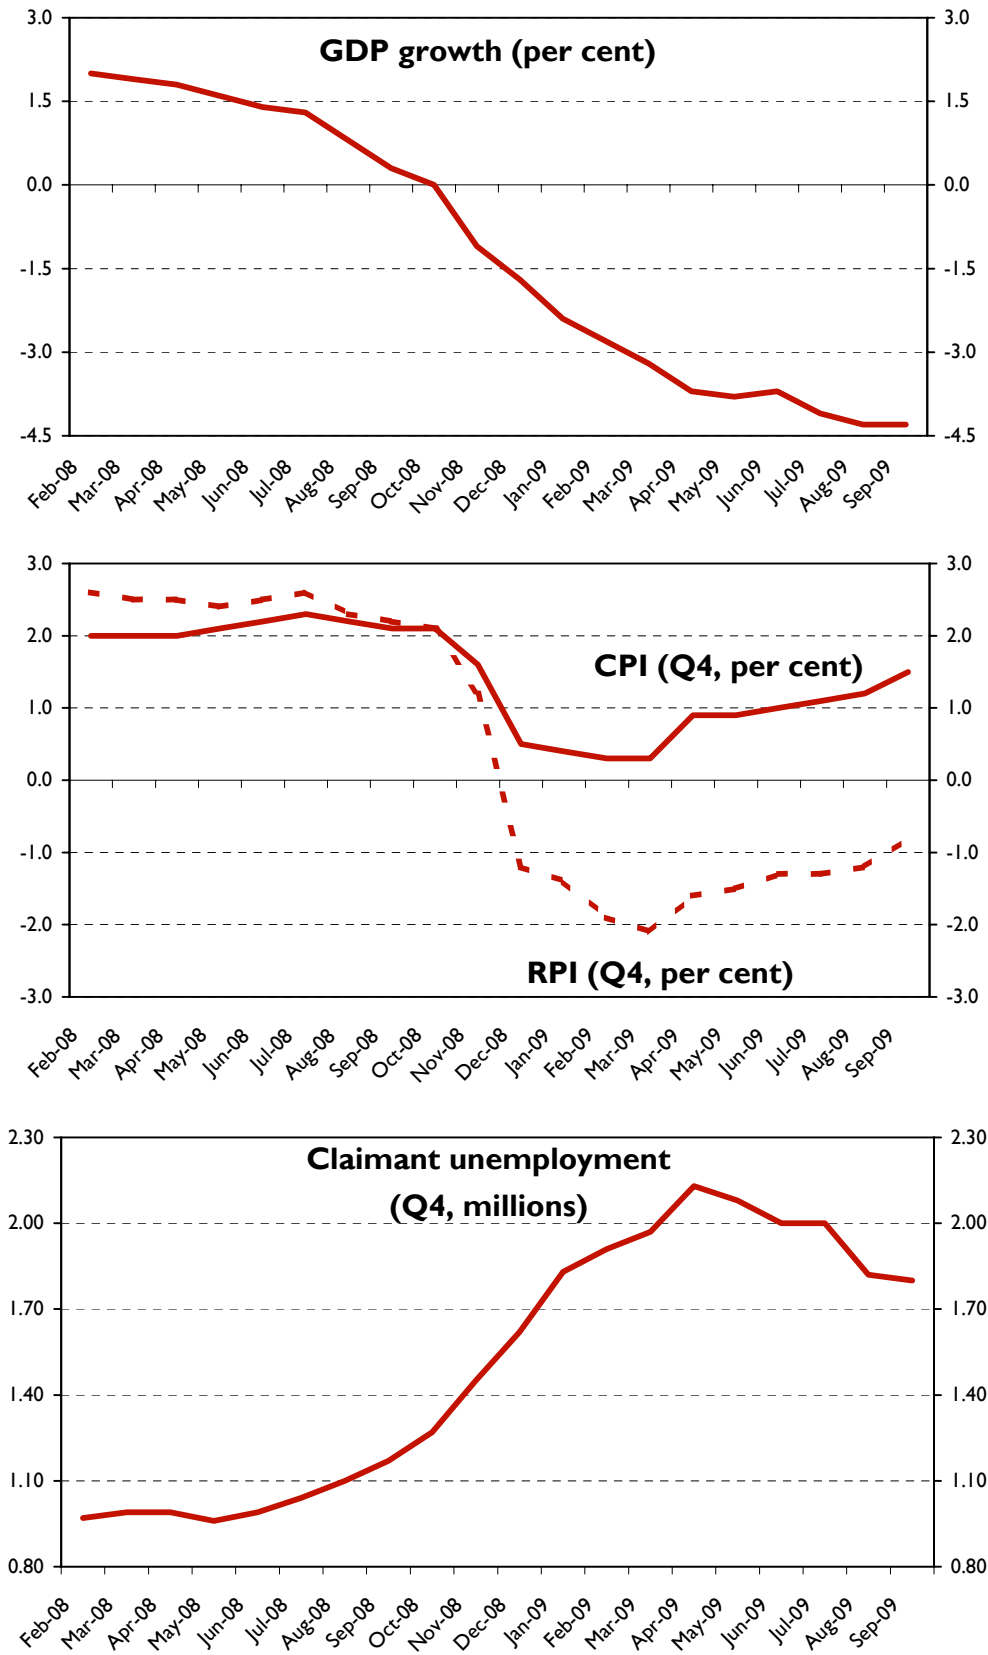 GDP growth (per cent)
3.0 3.0
1.5 1.5
0.0 0.0
-1.5 -1.5
-3.0 -3.0
-4.5 -4.5
Feb-08 Mar-08 Apr-08 May-08 Jun-08 Jul-08 Aug-08 Sep-08 Oct-08 Nov-08 Dec-08 Jan-09 Feb-09 Mar-09 Apr-09 May-09 Jun-09 Jul-09 Aug-09 Sep-09
3.0 3.0
2.0 2.0
CPI (Q4, per cent)
1.0 1.0
0.0 0.0
-1.0 -1.0
-2.0 -2.0
RPI (Q4, per cent)
-3.0 -3.0
Feb-08 Mar-08 Apr-08 May-08 Jun-08 Jul-08 Aug-08 Sep-08 Oct-08 Nov-08 Dec-08 Jan-09 Feb-09 Mar-09 Apr-09 May-09 Jun-09 Jul-09 Aug-09 Sep-09
2.30 2.30
Claimant unemployment
(Q4, millions)
2.00 2.00
1.70 1.70
1.40 1.40
1.10 1.10
0.80 0.80
Feb-08 Mar-08 Apr-08 May-08 Jun-08 Jul-08 Aug-08 Sep-08 Oct-08 Nov-08 Dec-08 Jan-09 Feb-09 Mar-09 Apr-09 May-09 Jun-09 Jul-09 Aug-09 Sep-09